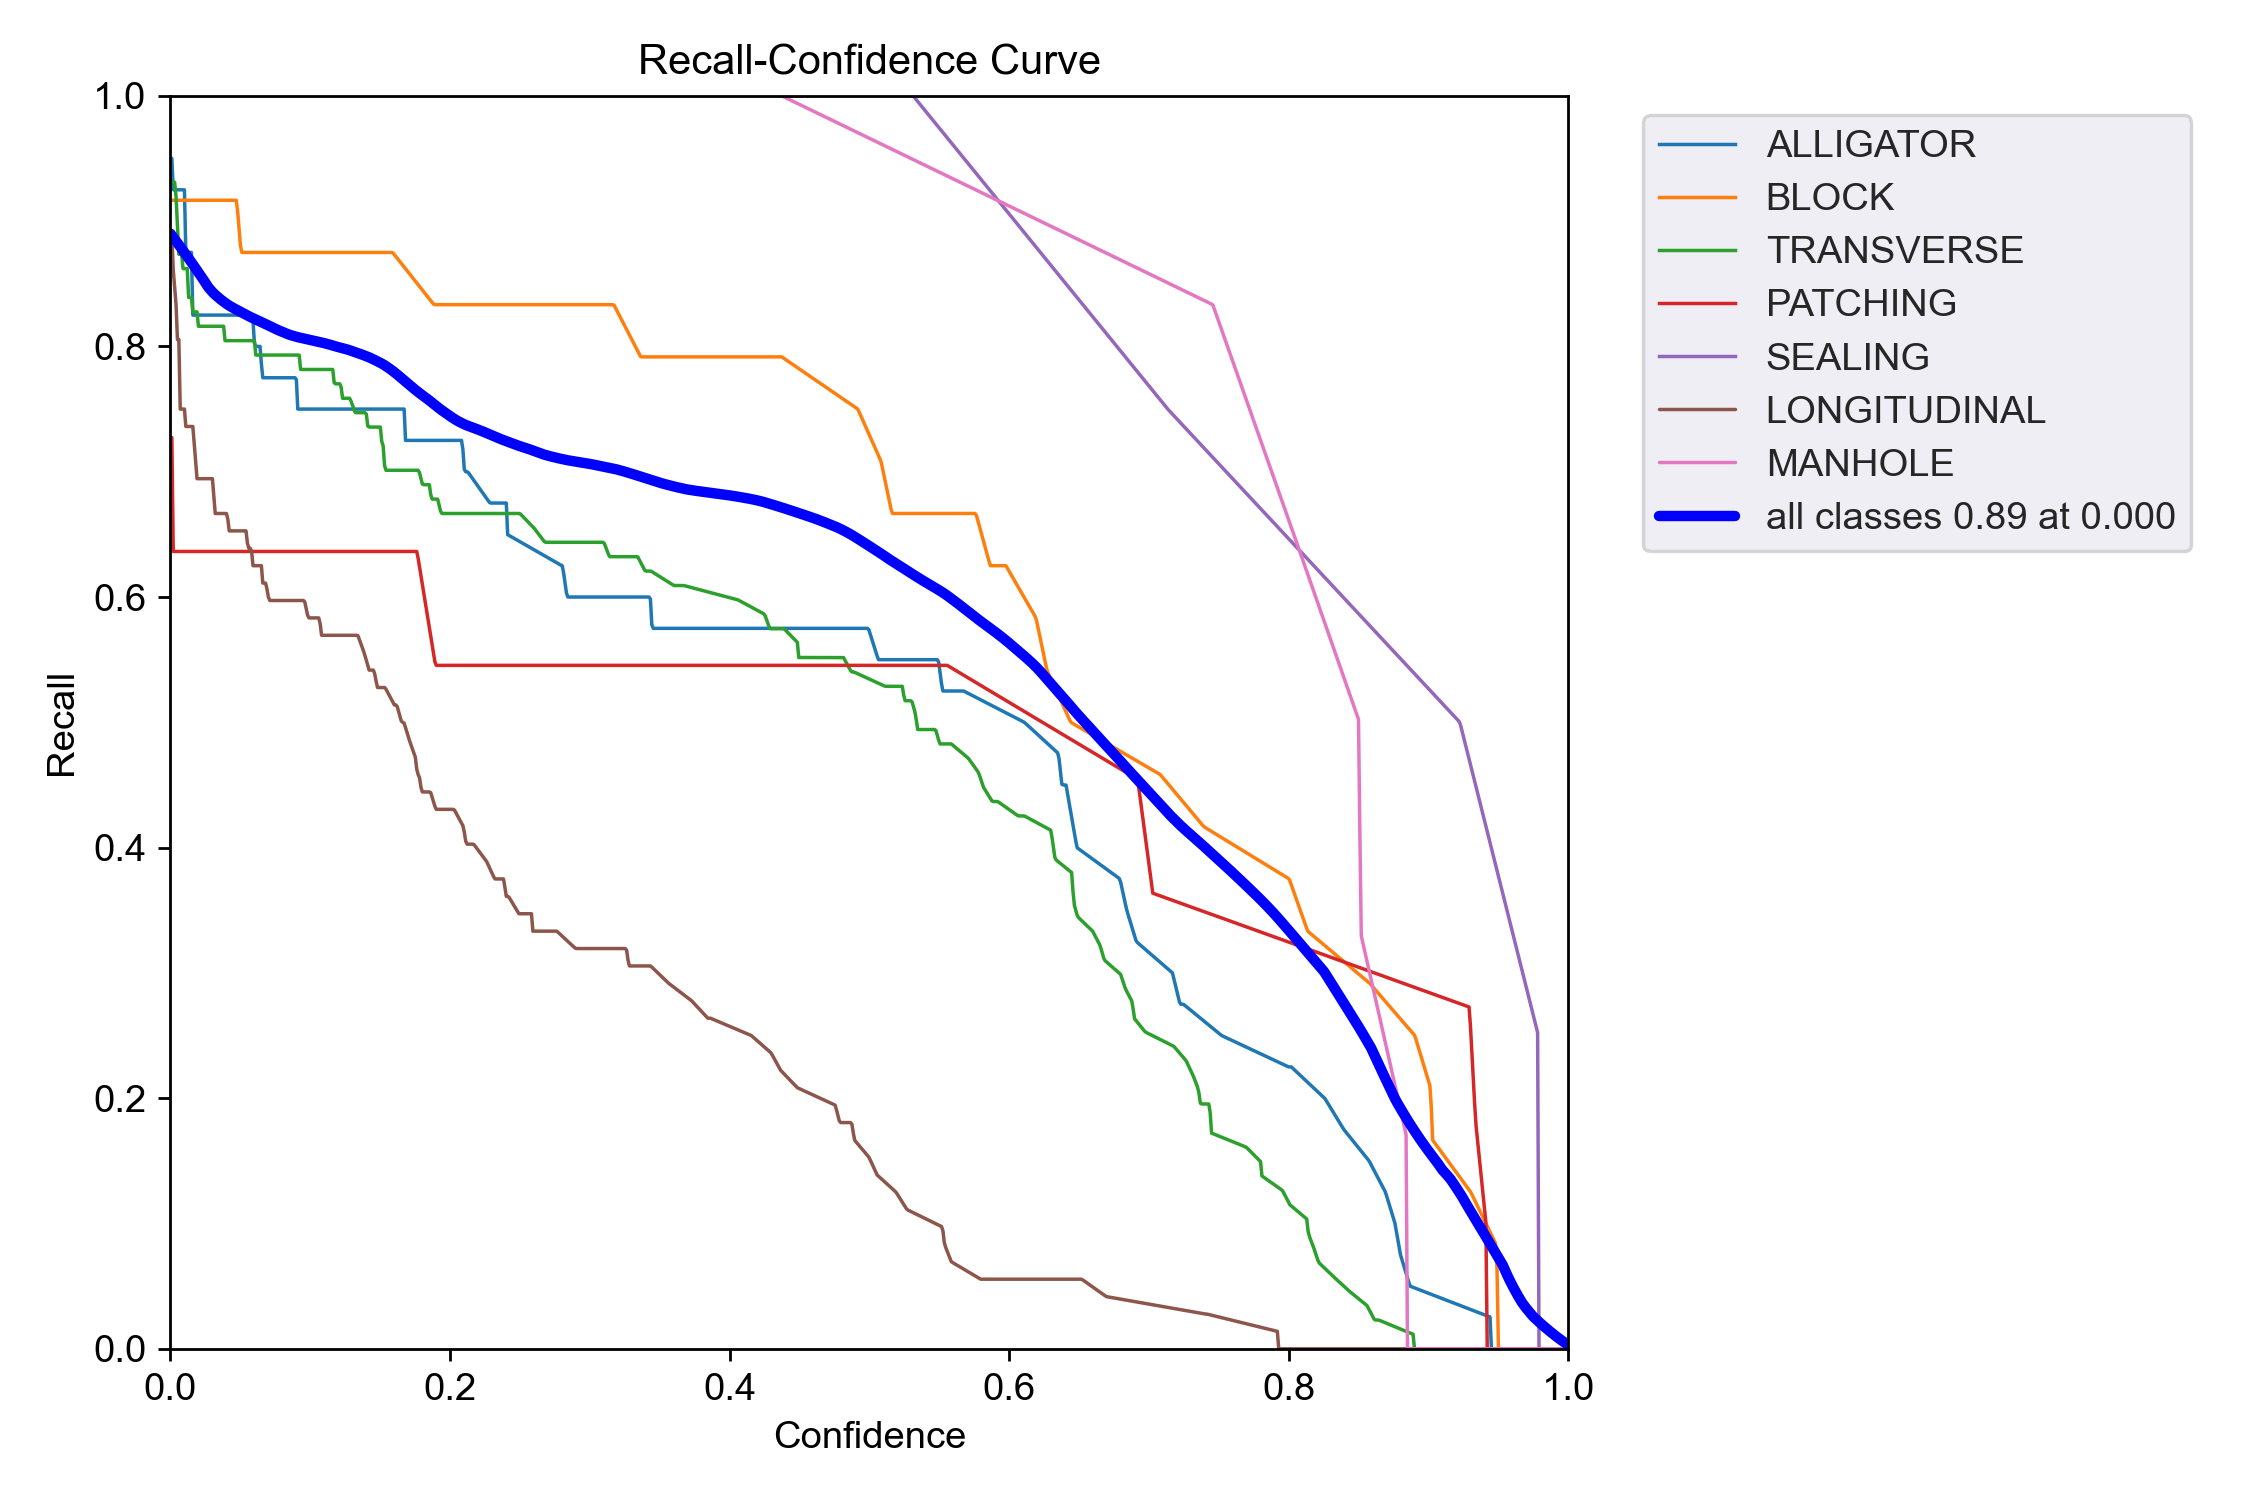 Recall-Confidence Curve
1.0
0.8
0.6
0.4
0.2
0.0
Recall
0.0 0.2 0.4 0.6 0.8 1.0
Confidence
ALLIGATOR
BLOCK
TRANSVERSE
PATCHING
SEALING
LONGITUDINAL
MANHOLE
all classes 0.89 at 0.000